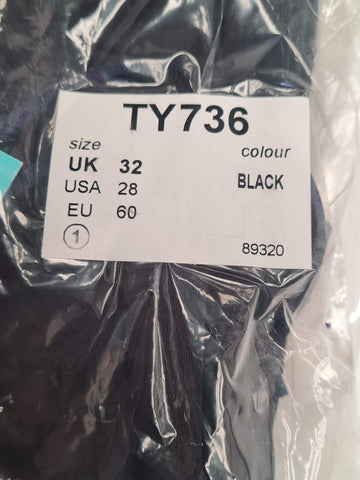 TY736
size
colour
UK 32
BLACK
USA 28
EU 60
1
89320